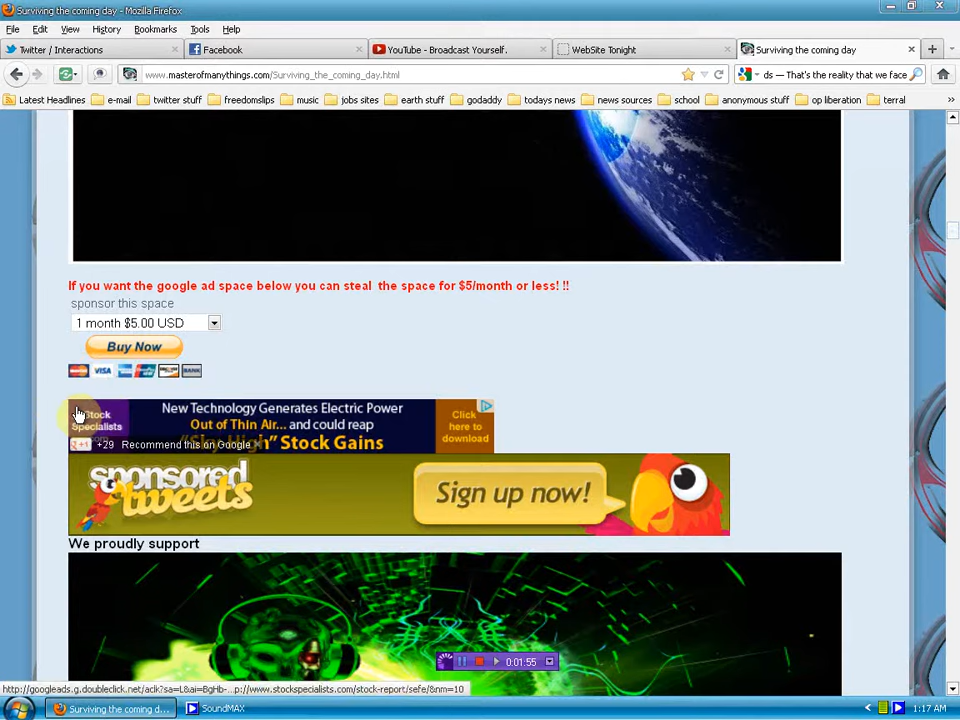 Surviving the coming day - Mozilla Firefox
File Edit View History Bookmarks Tools Help
Twitter / Interactions × Facebook × YouTube - Broadcast Yourself. × WebSite Tonight × Surviving the coming day ×
www.masterofmanythings.com/Surviving_the_coming_day.html
ds — That's the reality that we face
Latest Headlines e-mail twitter stuff freedomslips music jobs sites earth stuff godaddy todays news news sources school anonymous stuff op liberation terral »
If you want the google ad space below you can steal the space for $5/month or less! !!
sponsor this space
1 month $5.00 USD
Buy Now
VISA BANK
Stock Specialists
New Technology Generates Electric Power
Out of Thin Air... and could reap
"Sky High" Stock Gains
Click here to download
+1 +29 Recommend this on Google ×
sponsored tweets
Sign up now!
We proudly support
0:01:55
http://googleads.g.doubleclick.net/aclk?sa=L&ai=BgHb-...p://www.stockspecialists.com/stock-report/sefe/&nm=10
Surviving the coming d... SoundMAX 1:17 AM